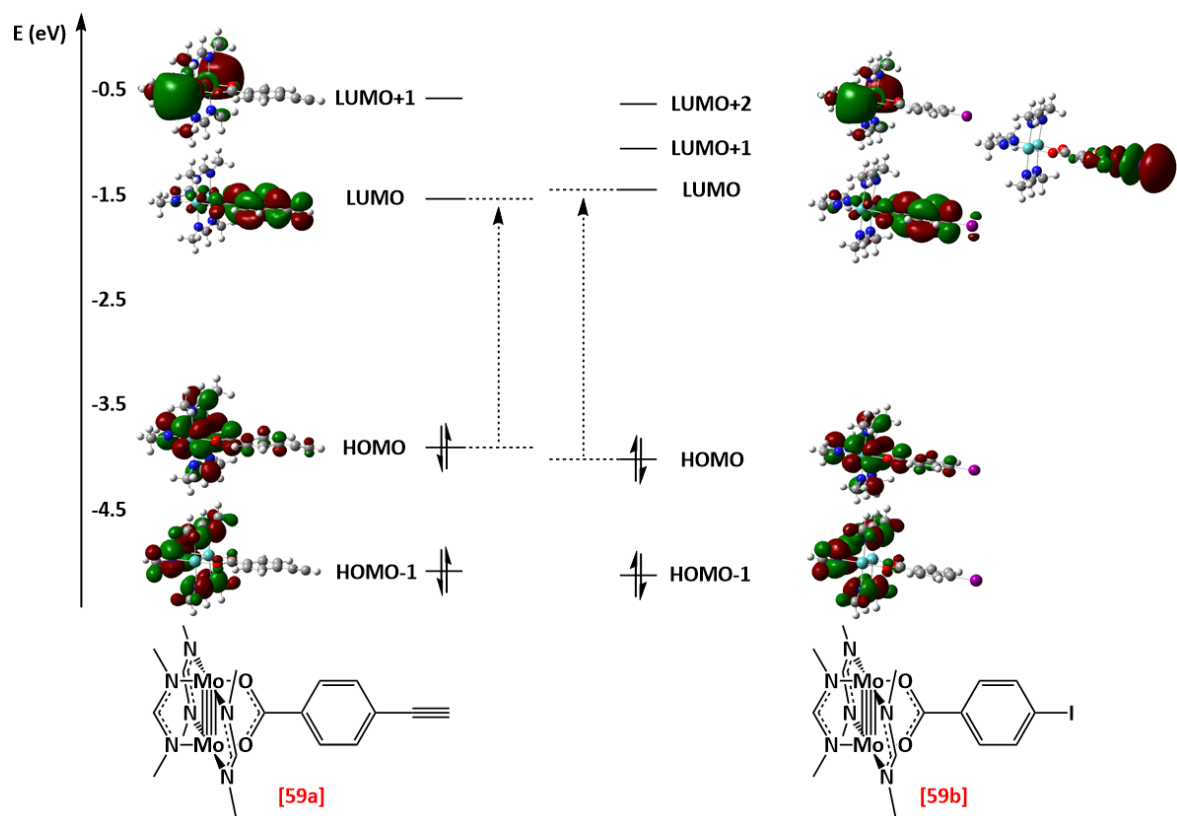 E (eV)
-0.5
-1.5
-2.5
-3.5
-4.5
LUMO+1
LUMO
HOMO
HOMO-1
LUMO+2
LUMO+1
LUMO
HOMO
HOMO-1
N
N Mo O
N N
N Mo O
N
[59a]
N
N Mo O
N N
N Mo O
N
I
[59b]